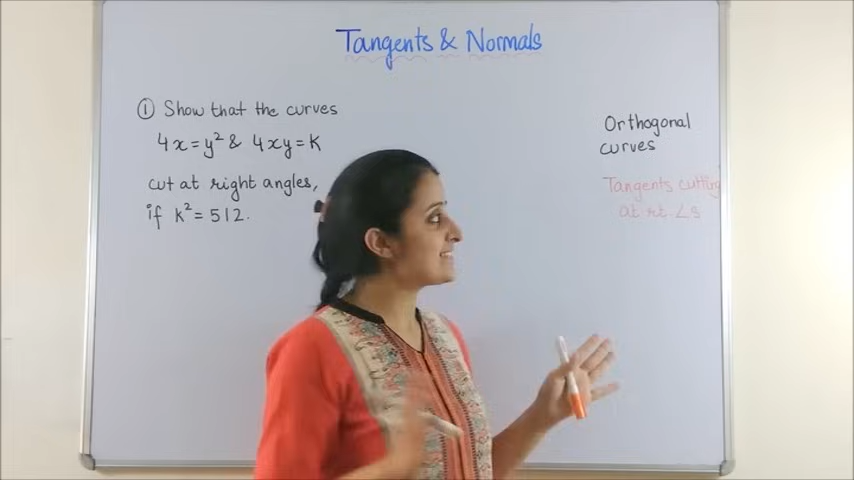 Tangents & Normals
① Show that the curves
4x = y² & 4xy = K
cut at right angles,
if K² = 512.
Orthogonal
curves
Tangents cutting
at rt. ∠s